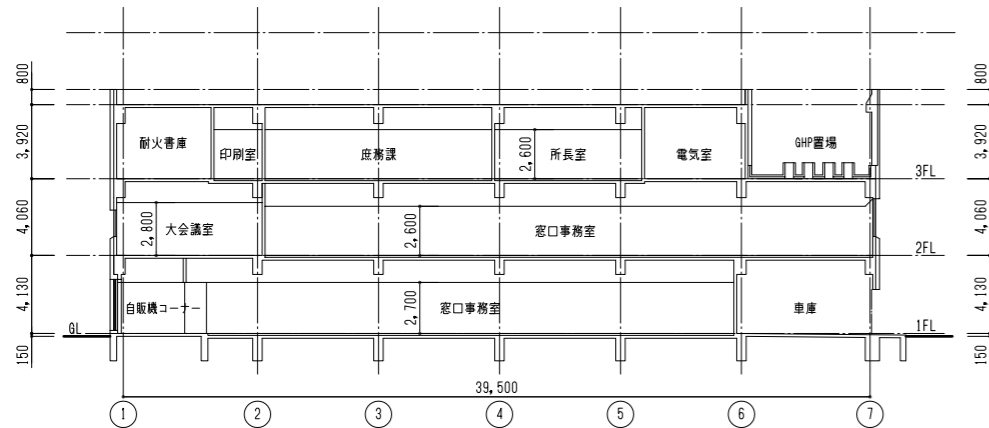 800
800
3,920
耐火書庫
印刷室
庶務課
2,600
所長室
電気室
GHP置場
3,920
3FL
4,060
2,800
大会議室
2,600
窓口事務室
4,060
2FL
4,130
自販機コーナー
2,700
窓口事務室
車庫
4,130
GL
1FL
150
150
39,500
1
2
3
4
5
6
7